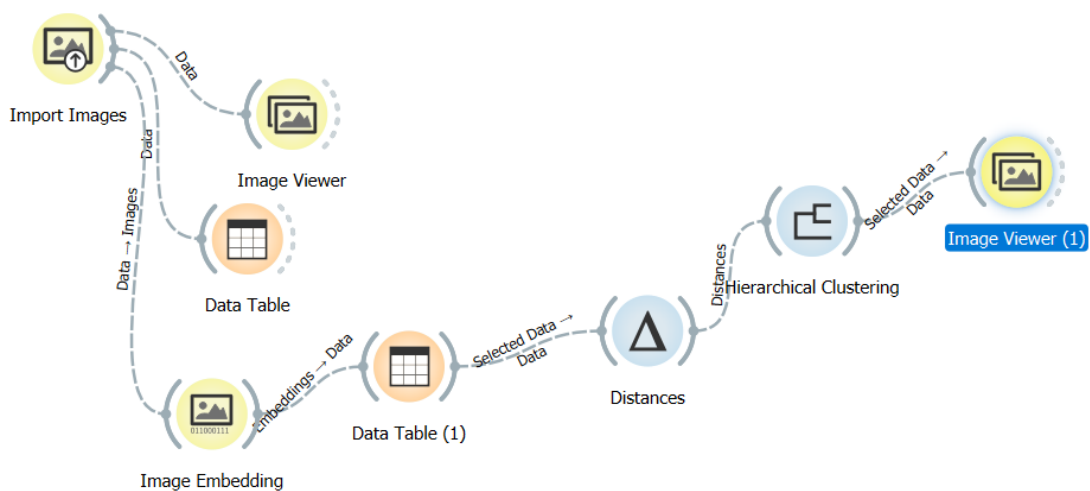 Import Images
Data
Image Viewer
Data
Data Table
Data → Images
Image Embedding
011000111
Embeddings → Data
Data Table (1)
Selected Data →
Data
Distances
Distances
Hierarchical Clustering
Selected Data →
Data
Image Viewer (1)